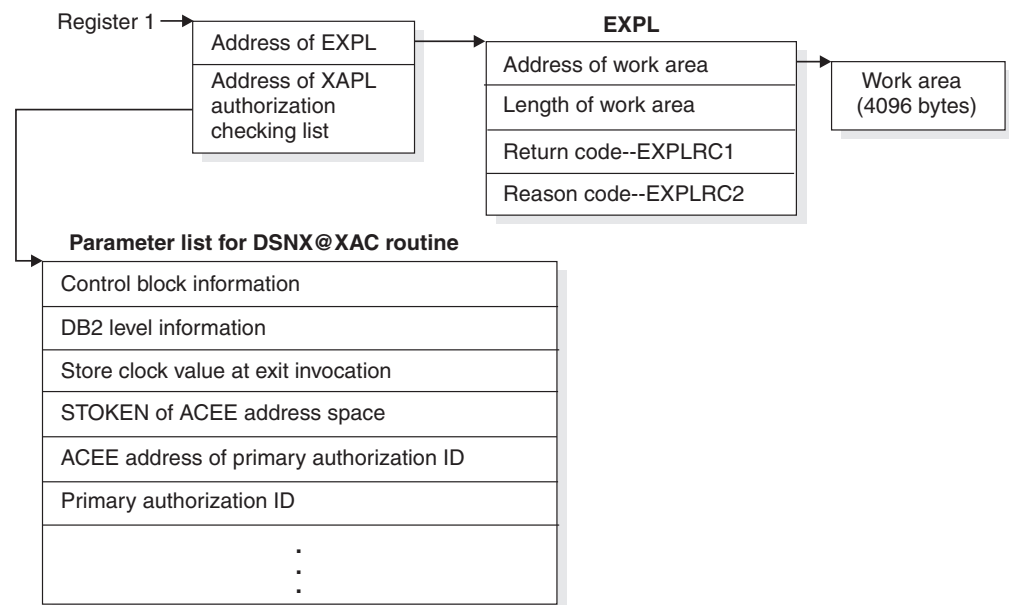 Register 1
Address of EXPL
Address of XAPL
authorization
checking list
EXPL
Address of work area
Length of work area
Return code--EXPLRC1
Reason code--EXPLRC2
Work area
(4096 bytes)
Parameter list for DSNX@XAC routine
Control block information
DB2 level information
Store clock value at exit invocation
STOKEN of ACEE address space
ACEE address of primary authorization ID
Primary authorization ID
.
.
.